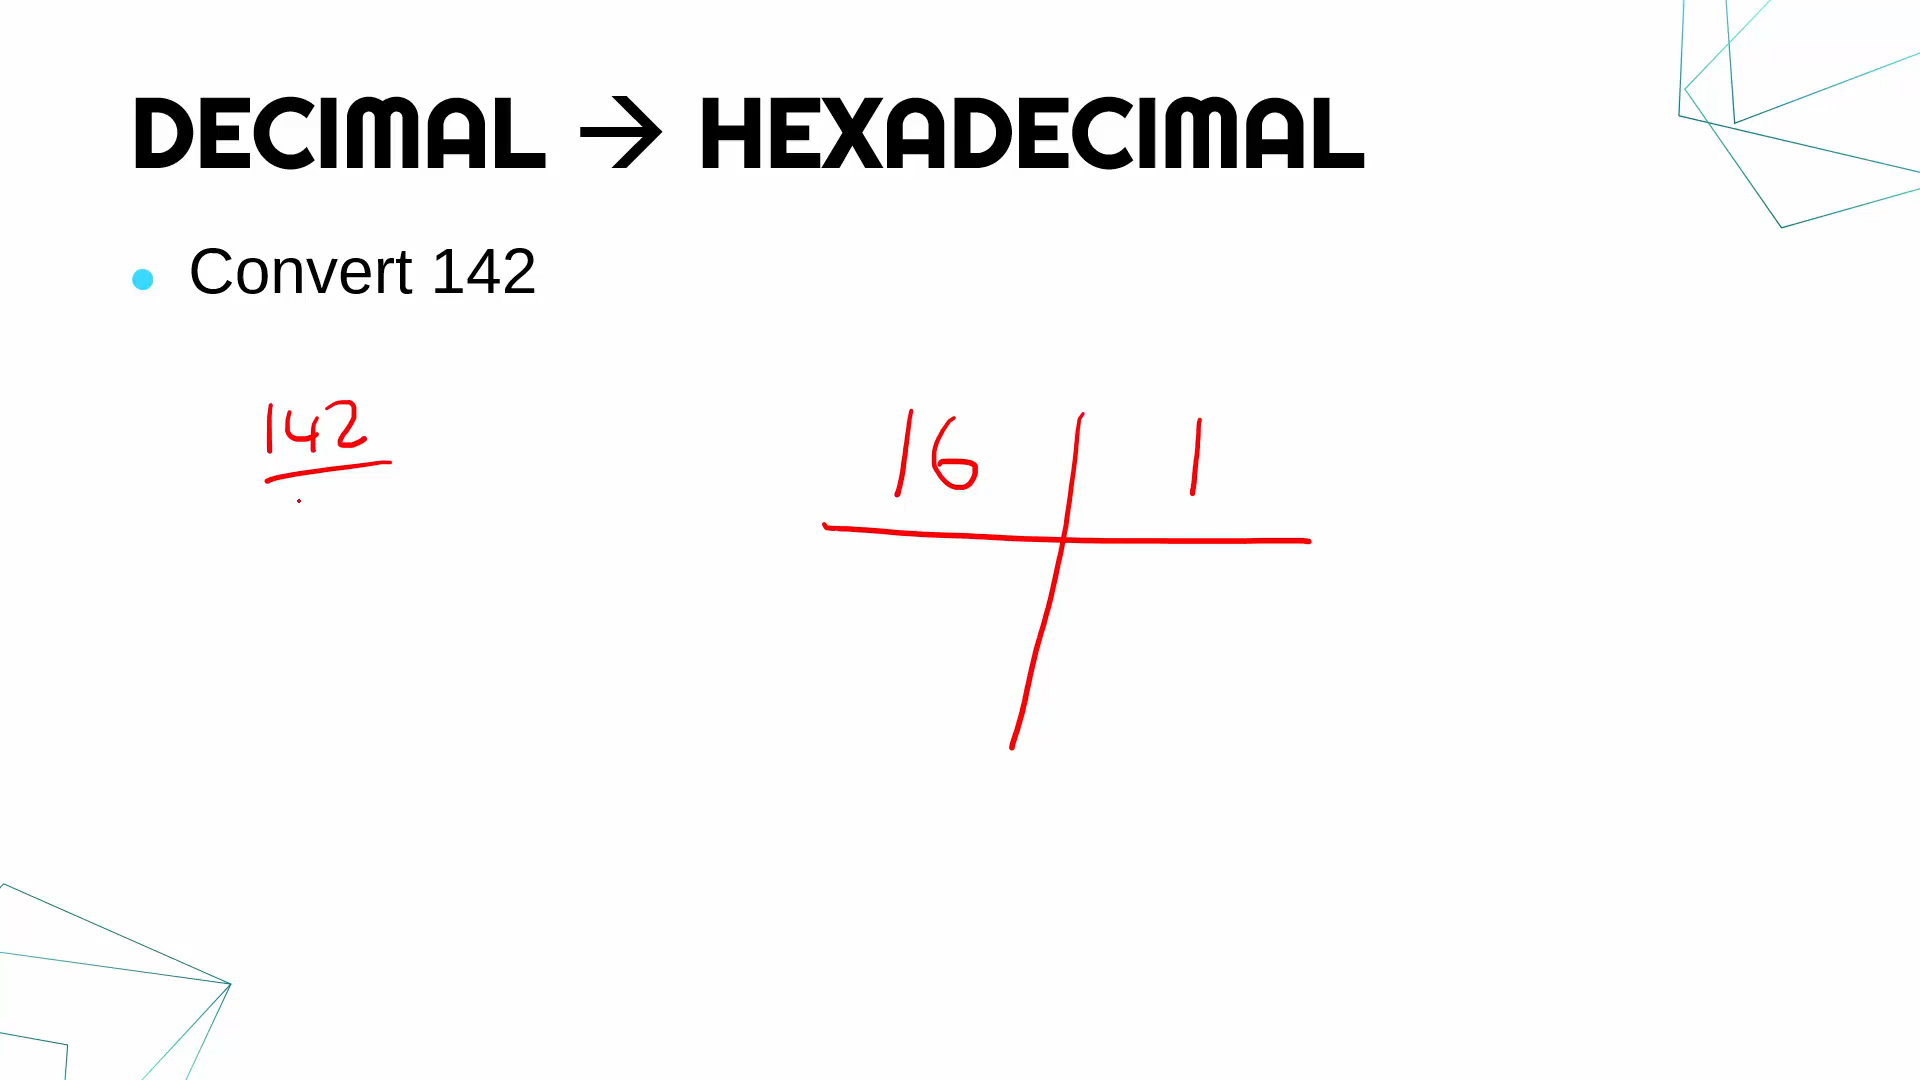 DECIMAL → HEXADECIMAL
• Convert 142
142
16 1